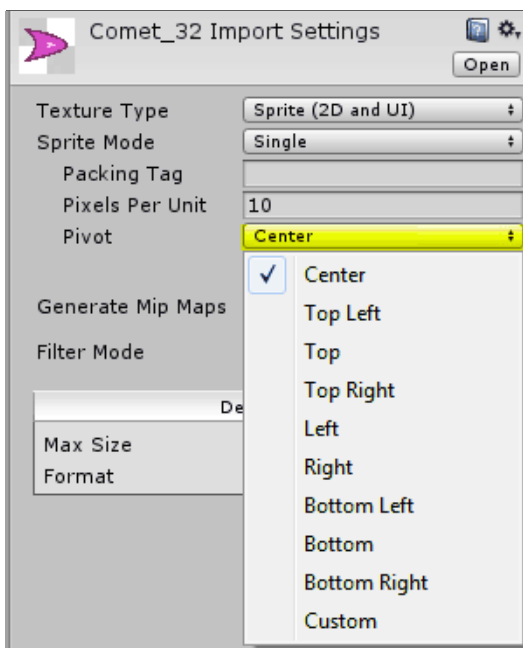 Comet_32 Import Settings
Open
Texture Type Sprite (2D and UI)
Sprite Mode Single
Packing Tag
Pixels Per Unit 10
Pivot Center
Center
Generate Mip Maps
Top Left
Filter Mode Top
Top Right
De
Left
Max Size
Right
Format
Bottom Left
Bottom
Bottom Right
Custom